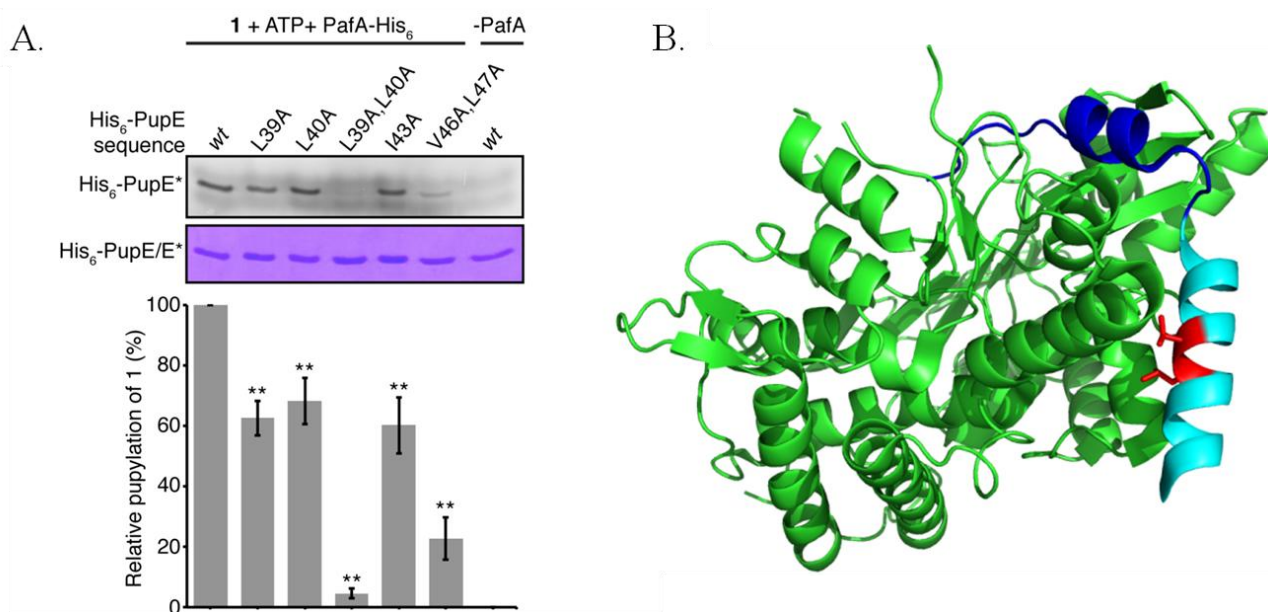 A.
1 + ATP+ PafA-His6
-PafA
B.
His6-PupE
sequence
wt
L39A
L40A
L39A,L40A
I43A
V46A,L47A
wt
His6-PupE*
His6-PupE/E*
Relative pupylation of 1 (%)
100
80
60
40
20
0
**
**
**
**
**